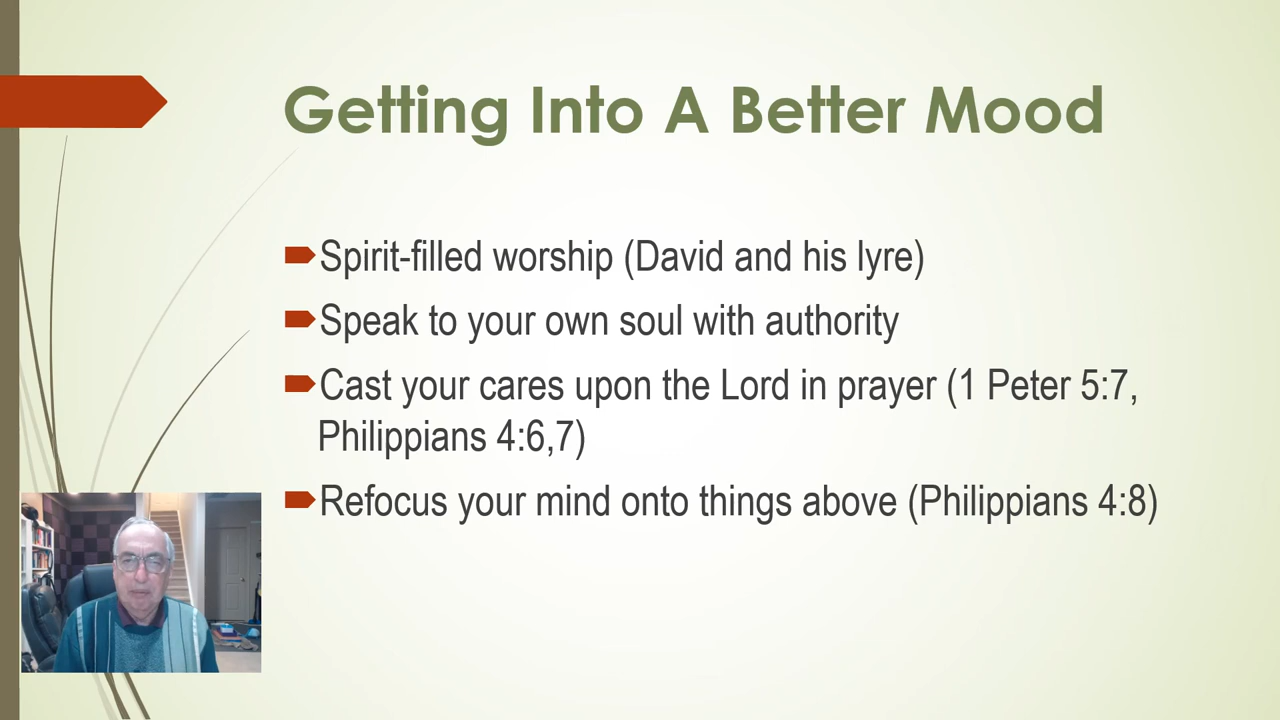 Getting Into A Better Mood
Spirit-filled worship (David and his lyre)
Speak to your own soul with authority
Cast your cares upon the Lord in prayer (1 Peter 5:7,
Philippians 4:6,7)
Refocus your mind onto things above (Philippians 4:8)